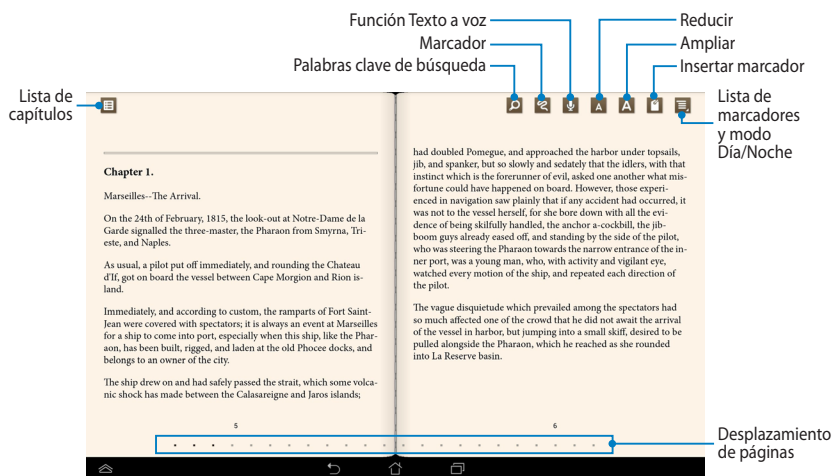 Función Texto a voz
Marcador
Palabras clave de búsqueda
Reducir
Ampliar
Insertar marcador
Lista de
capítulos
Lista de
marcadores
y modo
Día/Noche
A
A
Chapter 1.
Marseilles--The Arrival.
On the 24th of February, 1815, the look-out at Notre-Dame de la
Garde signalled the three-master, the Pharaon from Smyrna, Tri-
este, and Naples.
As usual, a pilot put off immediately, and rounding the Chateau
d'If, got on board the vessel between Cape Morgion and Rion is-
land.
Immediately, and according to custom, the ramparts of Fort Saint-
Jean were covered with spectators; it is always an event at Marseilles
for a ship to come into port, especially when this ship, like the Phar-
aon, has been built, rigged, and laden at the old Phocee docks, and
belongs to an owner of the city.
The ship drew on and had safely passed the strait, which some volca-
nic shock has made between the Calasareigne and Jaros islands;
5
had doubled Pomegue, and approached the harbor under topsails,
jib, and spanker, but so slowly and sedately that the idlers, with that
instinct which is the forerunner of evil, asked one another what mis-
fortune could have happened on board. However, those experi-
enced in navigation saw plainly that if any accident had occurred, it
was not to the vessel herself, for she bore down with all the evi-
dence of being skilfully handled, the anchor a-cockbill, the jib-
boom guys already eased off, and standing by the side of the pilot,
who was steering the Pharaon towards the narrow entrance of the in-
ner port, was a young man, who, with activity and vigilant eye,
watched every motion of the ship, and repeated each direction of
the pilot.
The vague disquietude which prevailed among the spectators had
so much affected one of the crowd that he did not await the arrival
of the vessel in harbor, but jumping into a small skiff, desired to be
pulled alongside the Pharaon, which he reached as she rounded
into La Reserve basin.
6
Desplazamiento
de páginas